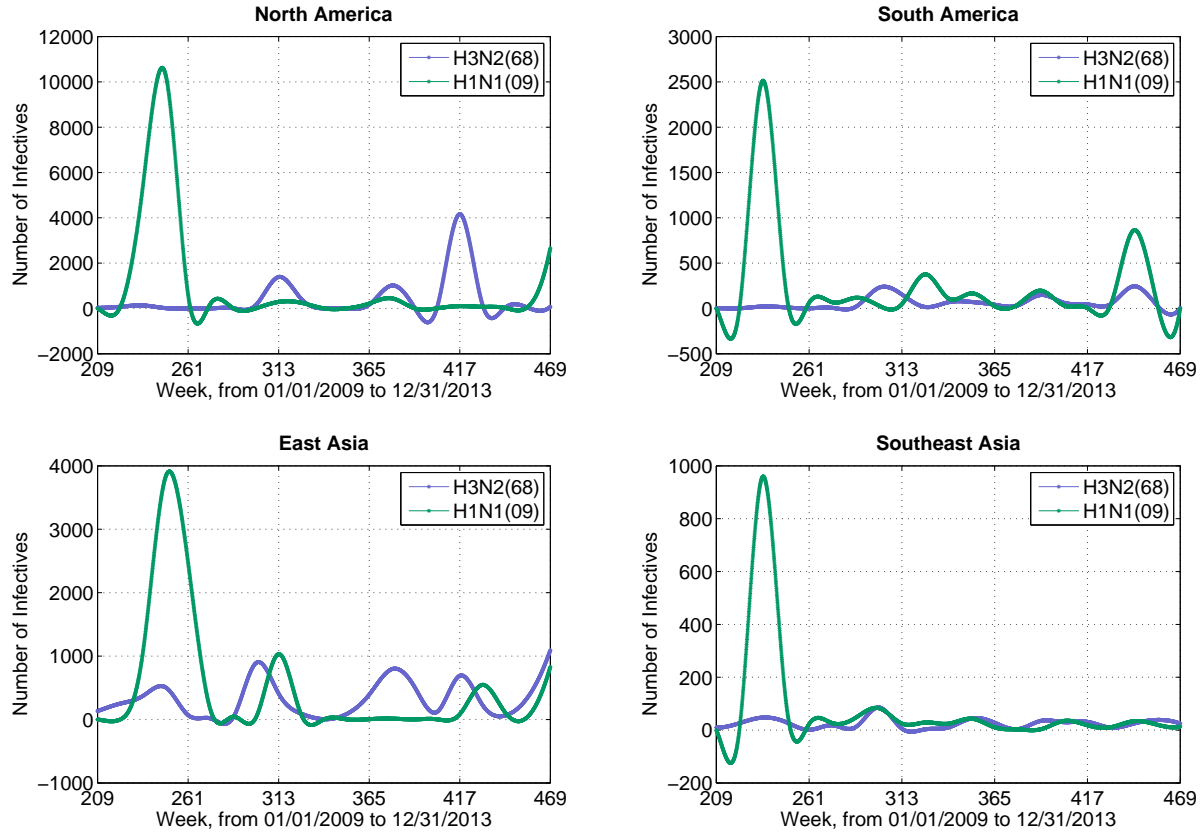 North America
12000
10000
8000
6000
4000
2000
0
−2000
Number of Infectives
H3N2(68)
H1N1(09)
209 261 313 365 417 469
Week, from 01/01/2009 to 12/31/2013
South America
3000
2500
2000
1500
1000
500
0
−500
Number of Infectives
H3N2(68)
H1N1(09)
209 261 313 365 417 469
Week, from 01/01/2009 to 12/31/2013
East Asia
4000
3000
2000
1000
0
−1000
Number of Infectives
H3N2(68)
H1N1(09)
209 261 313 365 417 469
Week, from 01/01/2009 to 12/31/2013
Southeast Asia
1000
800
600
400
200
0
−200
Number of Infectives
H3N2(68)
H1N1(09)
209 261 313 365 417 469
Week, from 01/01/2009 to 12/31/2013